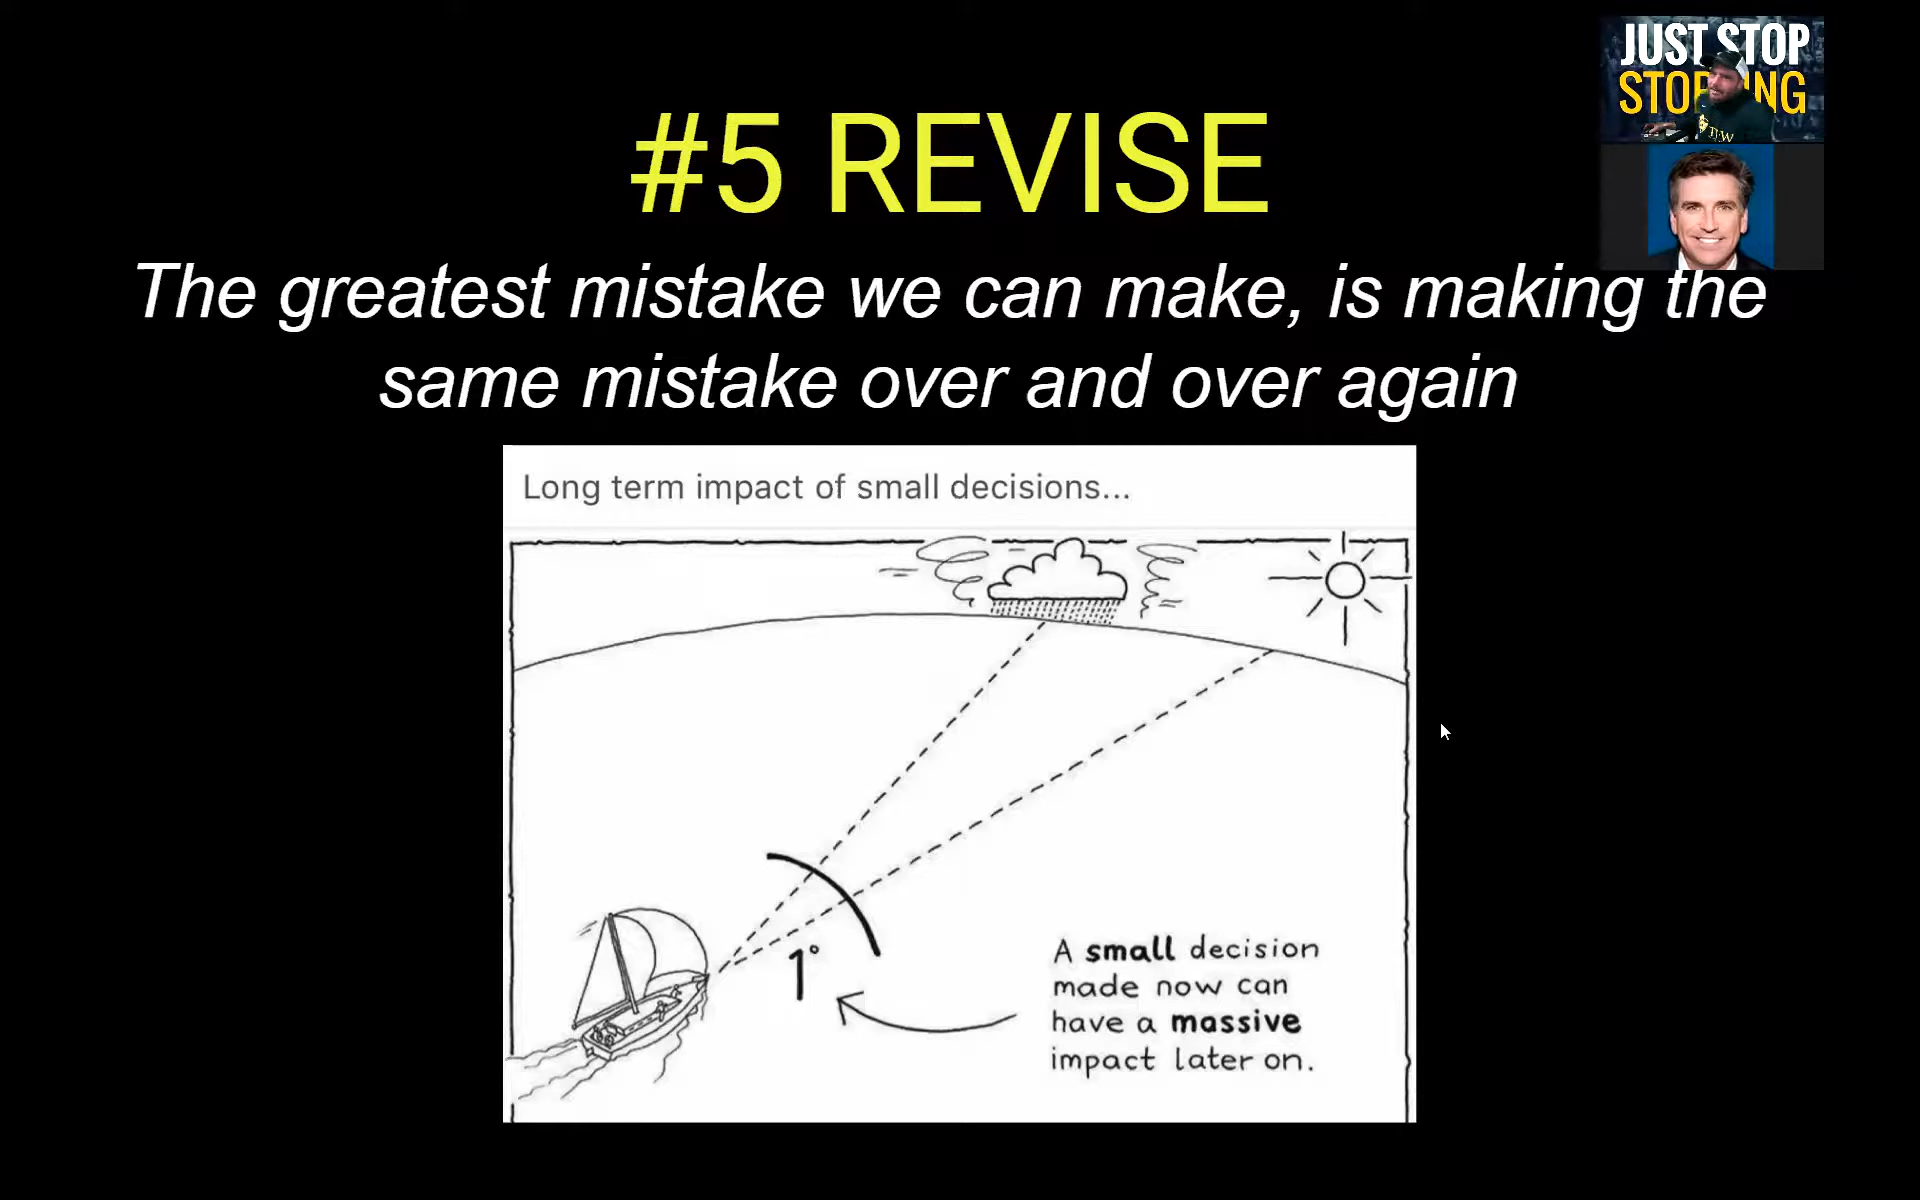 JUST STOP
#5 REVISE
The greatest mistake we can make, is making the
same mistake over and over again
Long term impact of small decisions...
1°
A small decision
made now can
have a massive
impact later on.